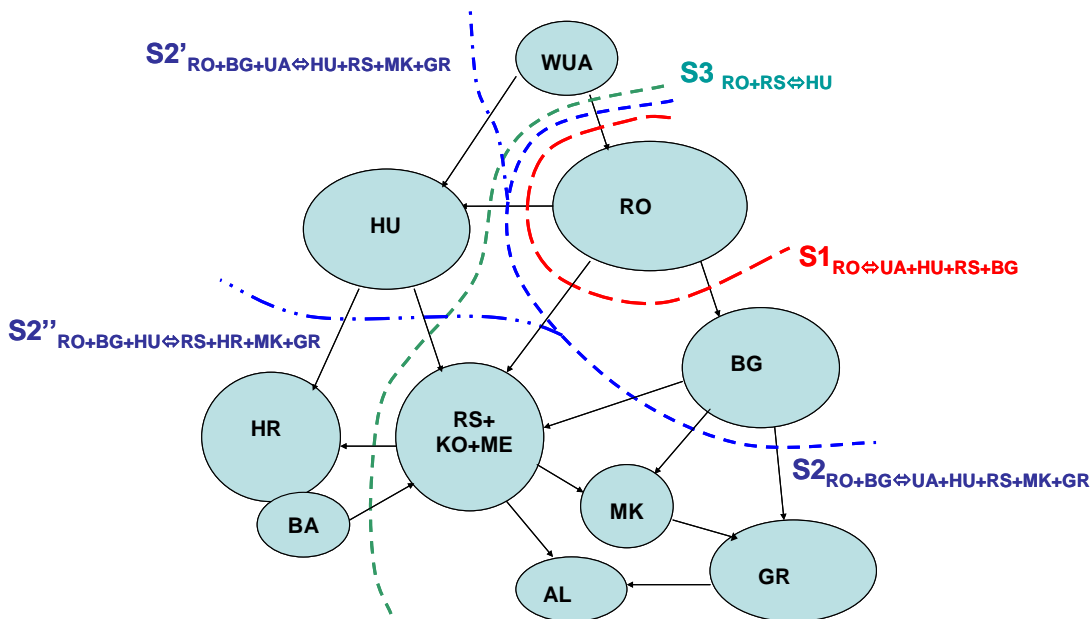 WUA
S2’RO+BG+UA⇔HU+RS+MK+GR
S3 RO+RS⇔HU
RO
HU
S1RO⇔UA+HU+RS+BG
S2’’RO+BG+HU⇔RS+HR+MK+GR
BG
HR
RS+
KO+ME
S2RO+BG⇔UA+HU+RS+MK+GR
MK
BA
GR
AL